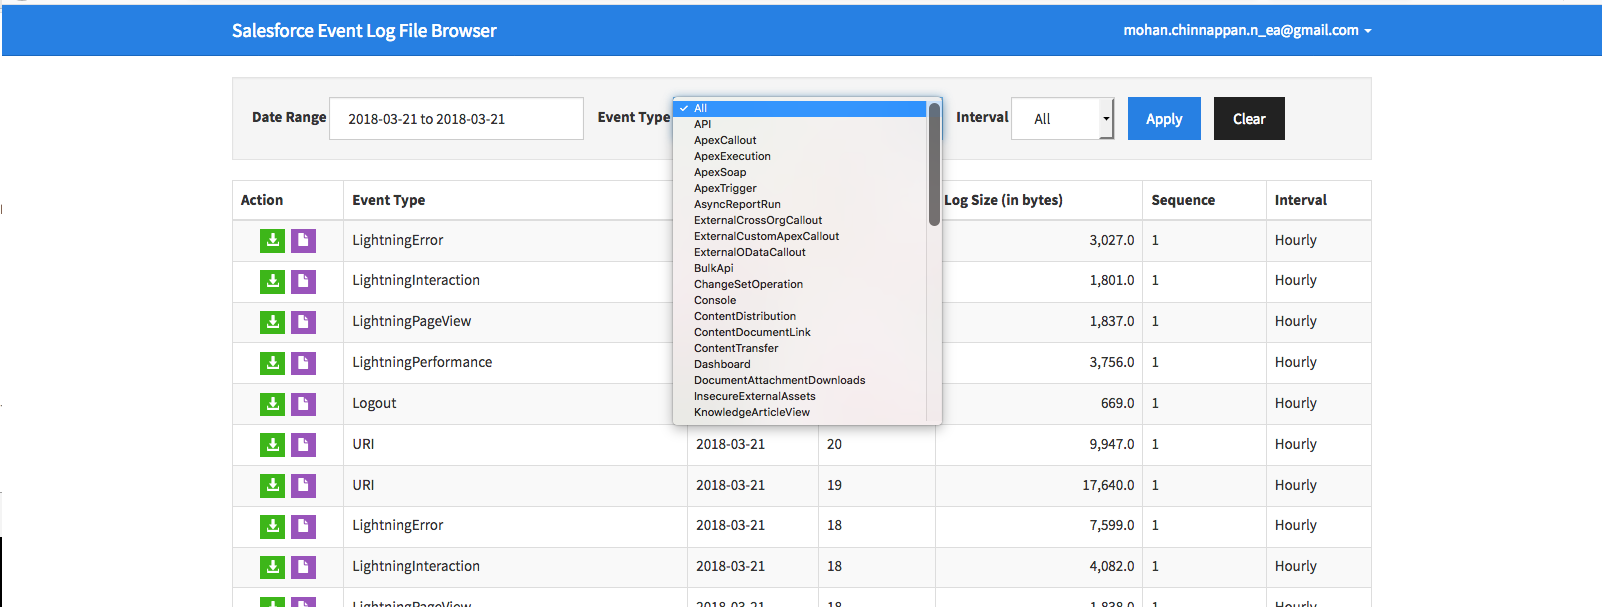 Salesforce Event Log File Browser
mohan.chinnappan.n_ea@gmail.com
Date Range 2018-03-21 to 2018-03-21 Event Type Interval All Apply Clear
All
API
ApexCallout
ApexExecution
ApexSoap
ApexTrigger
AsyncReportRun
ExternalCrossOrgCallout
ExternalCustomApexCallout
ExternalODataCallout
BulkApi
ChangeSetOperation
Console
ContentDistribution
ContentDocumentLink
ContentTransfer
Dashboard
DocumentAttachmentDownloads
InsecureExternalAssets
KnowledgeArticleView
Action Event Type Log Size (in bytes) Sequence Interval
LightningError 3,027.0 1 Hourly
LightningInteraction 1,801.0 1 Hourly
LightningPageView 1,837.0 1 Hourly
LightningPerformance 3,756.0 1 Hourly
Logout 669.0 1 Hourly
URI 2018-03-21 20 9,947.0 1 Hourly
URI 2018-03-21 19 17,640.0 1 Hourly
LightningError 2018-03-21 18 7,599.0 1 Hourly
LightningInteraction 2018-03-21 18 4,082.0 1 Hourly
LightningPageView 2018-03-21 18 1,838.0 1 Hourly